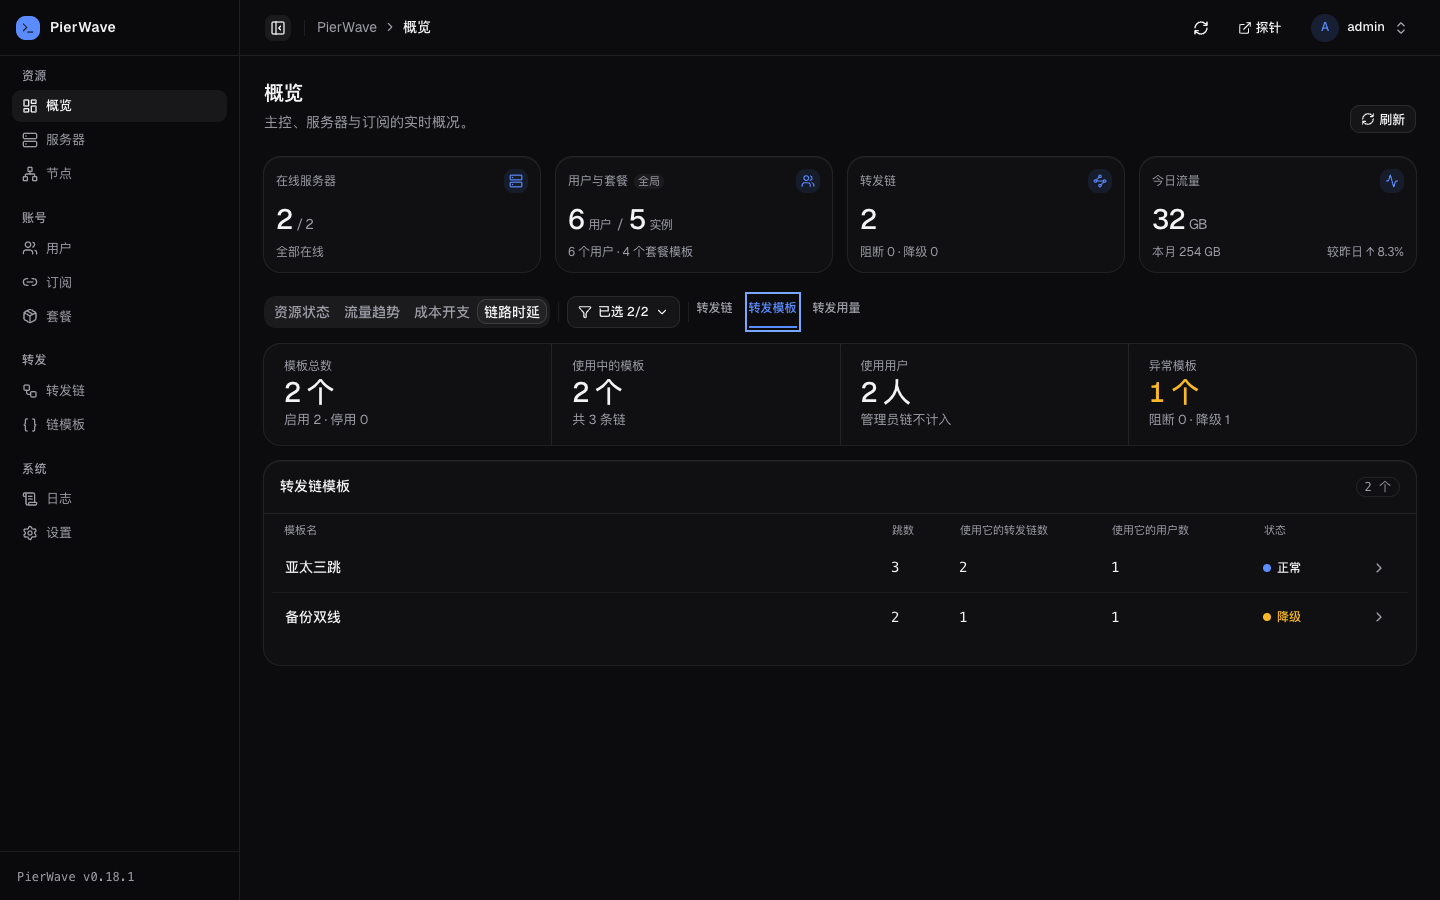 PierWave
PierWave > 概览
探针
A admin
资源
概览
服务器
节点
账号
用户
订阅
套餐
转发
转发链
链模板
系统
日志
设置
PierWave v0.18.1
概览
主控、服务器与订阅的实时概况。
刷新
在线服务器
2 / 2
全部在线
用户与套餐 全局
6 用户 / 5 实例
6 个用户 · 4 个套餐模板
转发链
2
阻断 0 · 降级 0
今日流量
32 GB
本月 254 GB 较昨日 ↑ 8.3%
资源状态 流量趋势 成本开支 链路时延 已选 2/2 转发链 转发模板 转发用量
模板总数
2 个
启用 2 · 停用 0
使用中的模板
2 个
共 3 条链
使用用户
2 人
管理员链不计入
异常模板
1 个
阻断 0 · 降级 1
转发链模板 2 个
模板名 跳数 使用它的转发链数 使用它的用户数 状态
亚太三跳 3 2 1 正常
备份双线 2 1 1 降级